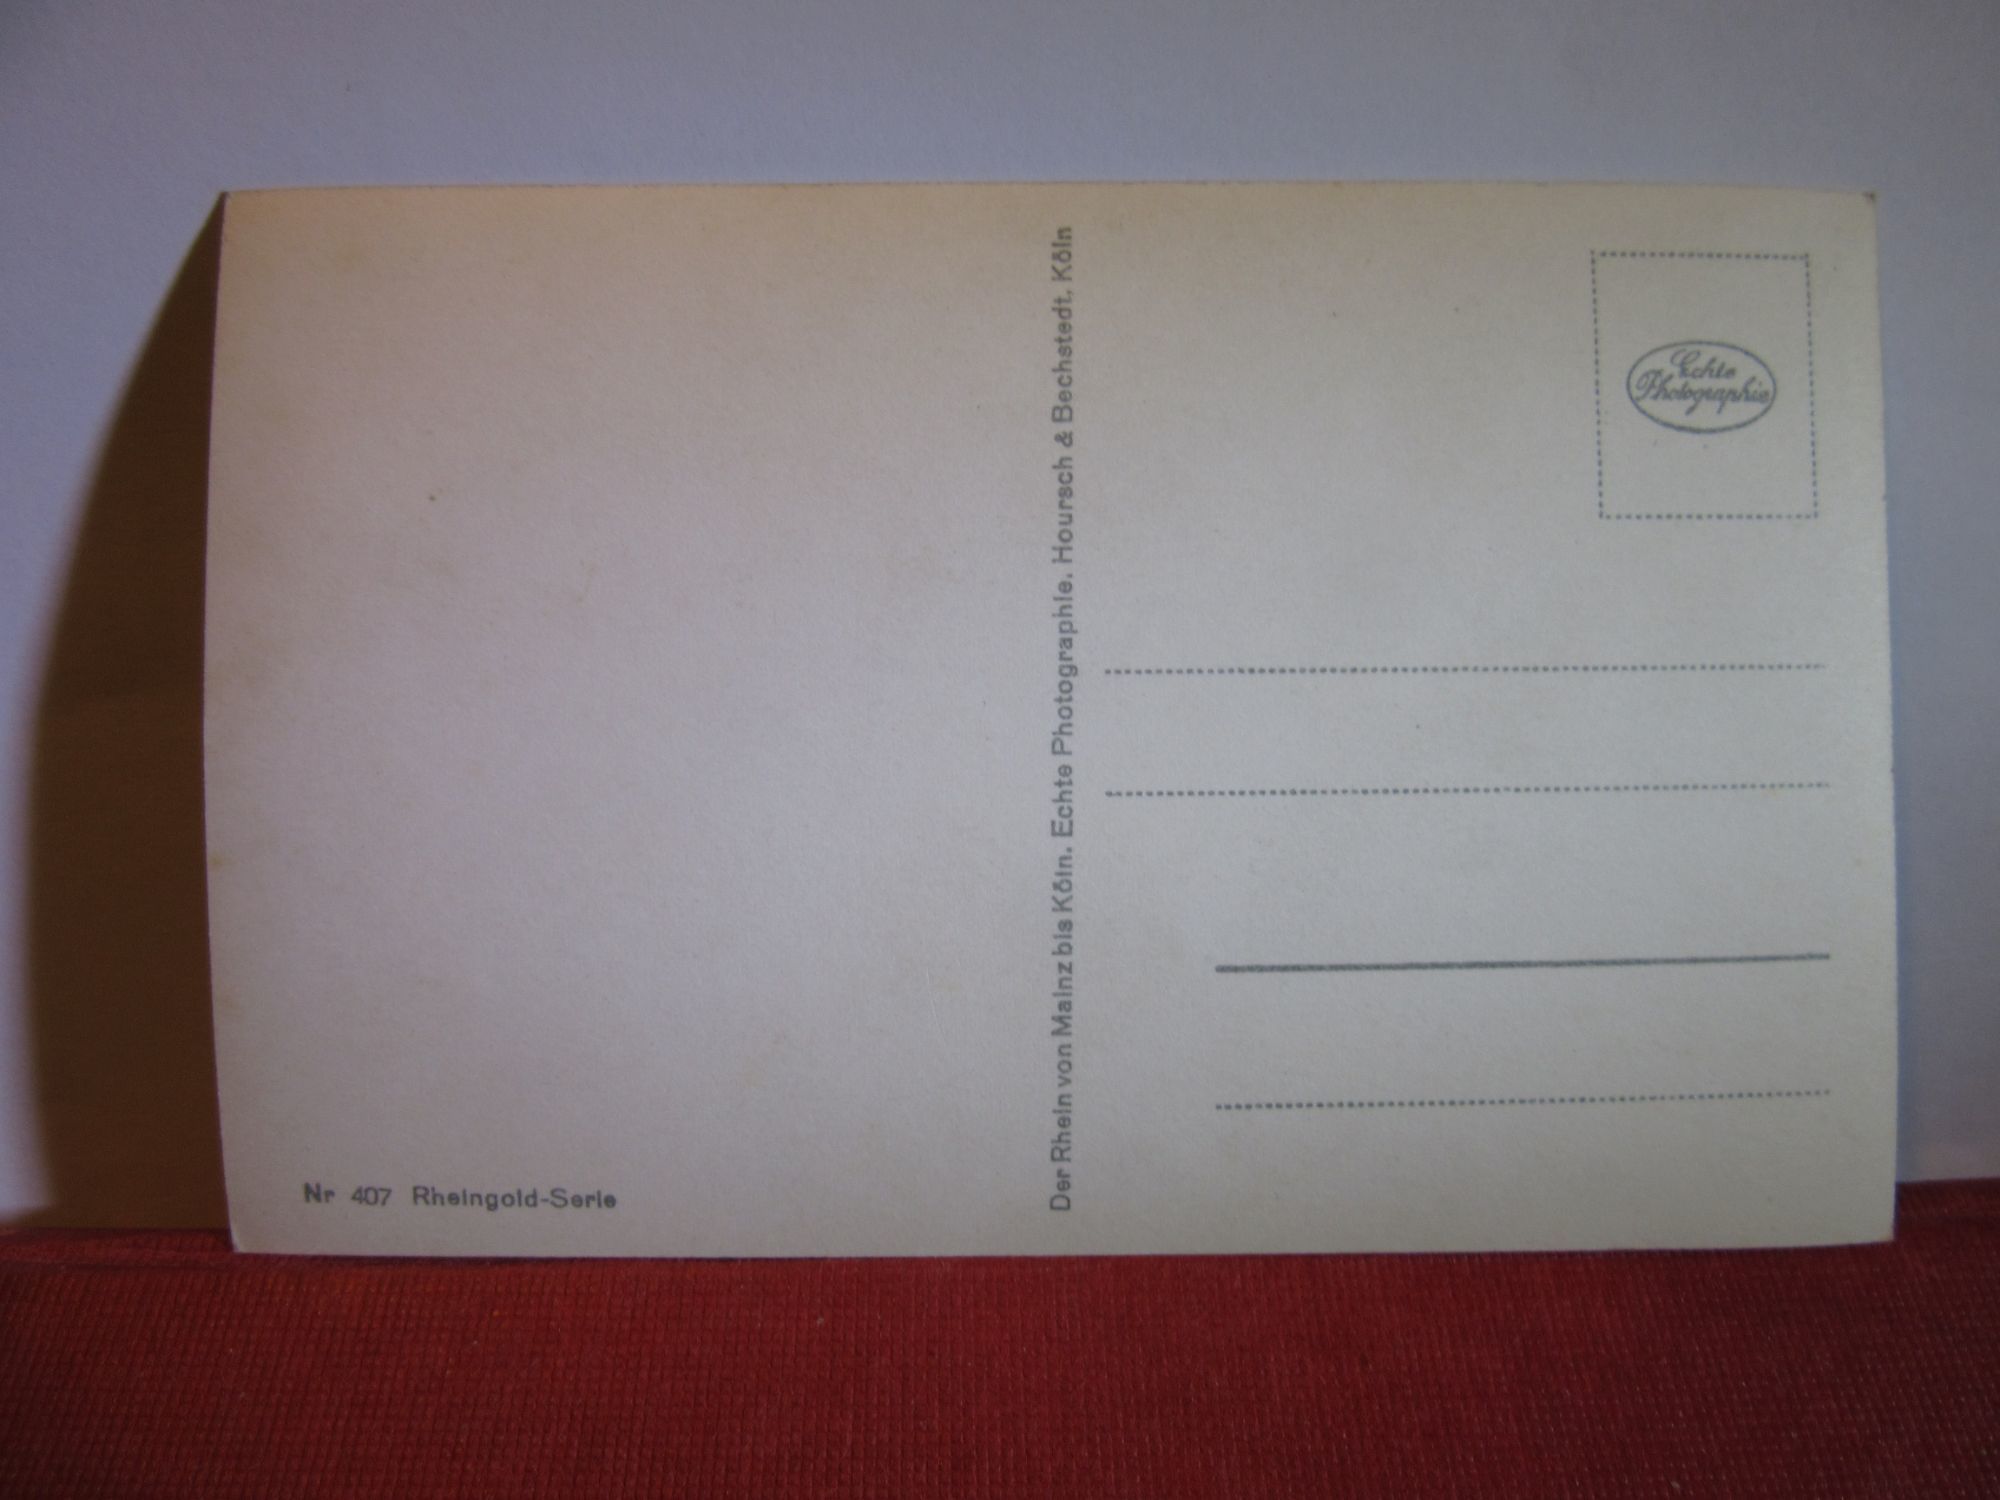 Der Rhein von Mainz bis Köln. Echte Photographie. Hoursch & Bechstedt, Köln
Echte
Photographie
Nr 407 Rheingold-Serie